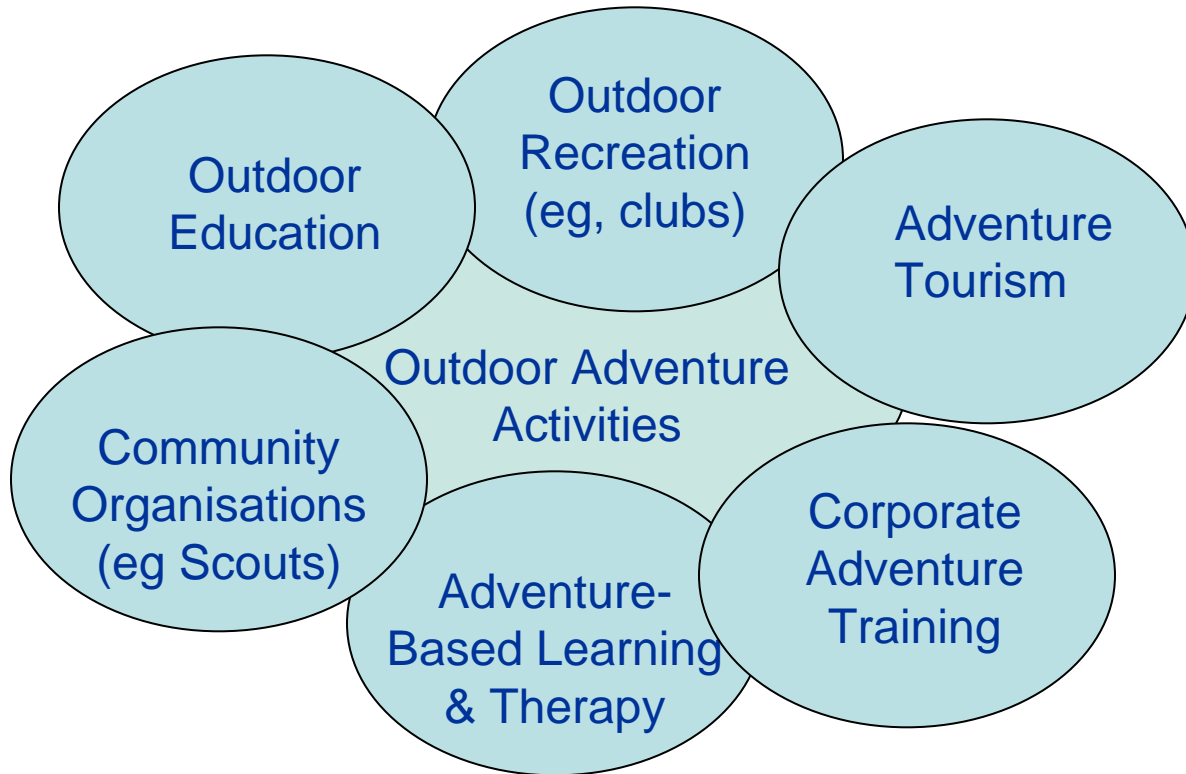 Outdoor
Recreation
(eg, clubs)
Outdoor
Education
Adventure
Tourism
Outdoor Adventure
Activities
Community
Organisations
(eg Scouts)
Corporate
Adventure
Training
Adventure-
Based Learning
& Therapy